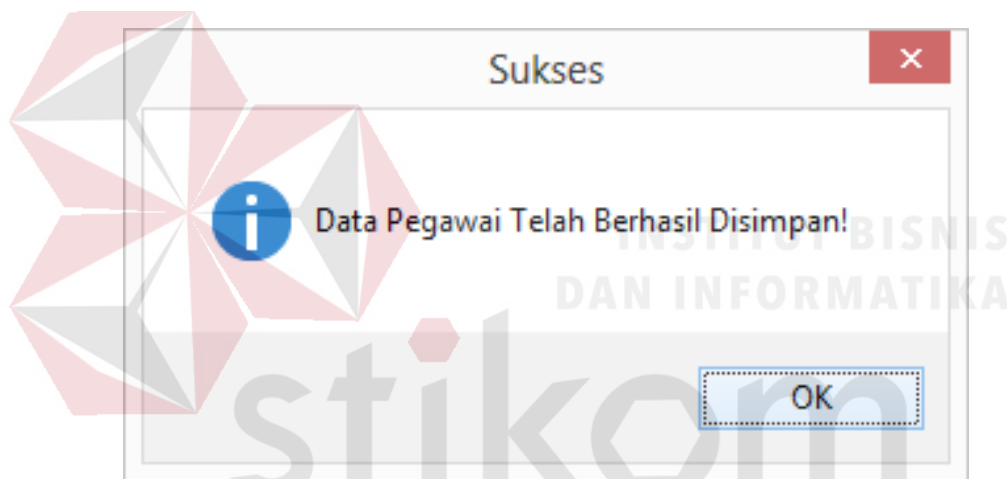 Sukses
Data Pegawai Telah Berhasil Disimpan!
INSTITUT BISNIS
DAN INFORMATIKA
stikom
OK